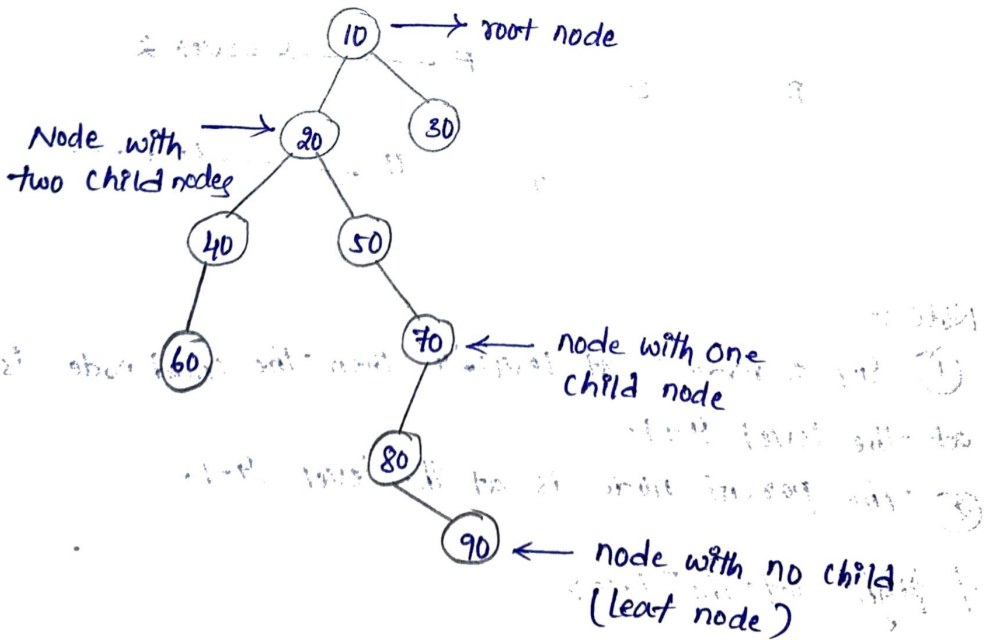 10 → root node
30
Node with → 20
two child nodes
40
50
70 ← node with one
child node
60
80
90 ← node with no child
(leaf node)